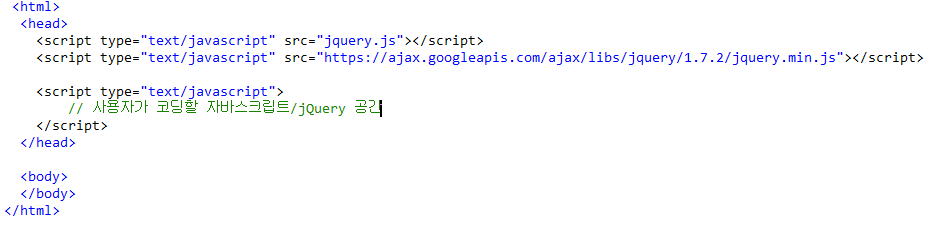 <html>
<head>
<script type="text/javascript" src="jquery.js"></script>
<script type="text/javascript" src="https://ajax.googleapis.com/ajax/libs/jquery/1.7.2/jquery.min.js"></script>
<script type="text/javascript">
// 사용자가 코딩할 자바스크립트/jQuery 공간
</script>
</head>
<body>
</body>
</html>